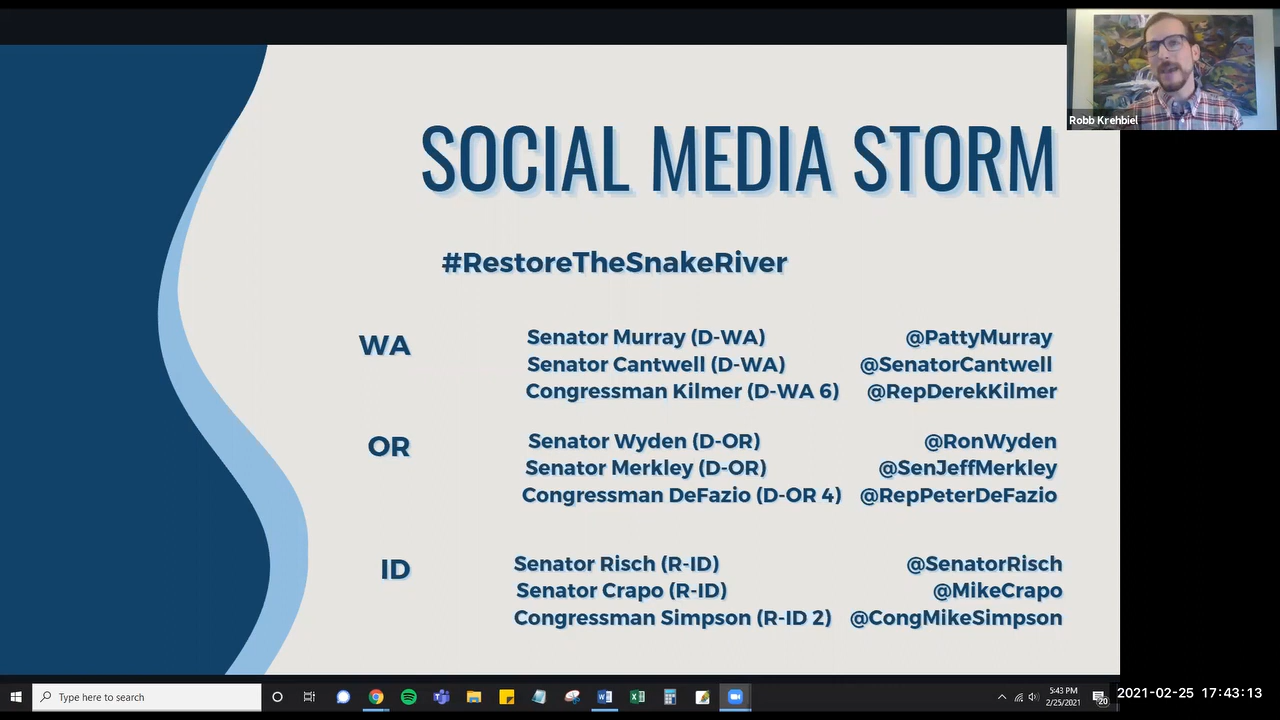 Robb Krehbiel
SOCIAL MEDIA STORM
#RestoreTheSnakeRiver
WA
Senator Murray (D-WA) @PattyMurray
Senator Cantwell (D-WA) @SenatorCantwell
Congressman Kilmer (D-WA 6) @RepDerekKilmer
OR
Senator Wyden (D-OR) @RonWyden
Senator Merkley (D-OR) @SenJeffMerkley
Congressman DeFazio (D-OR 4) @RepPeterDeFazio
ID
Senator Risch (R-ID) @SenatorRisch
Senator Crapo (R-ID) @MikeCrapo
Congressman Simpson (R-ID 2) @CongMikeSimpson
Type here to search
5:43 PM
2/25/2021
20
2021-02-25 17:43:13